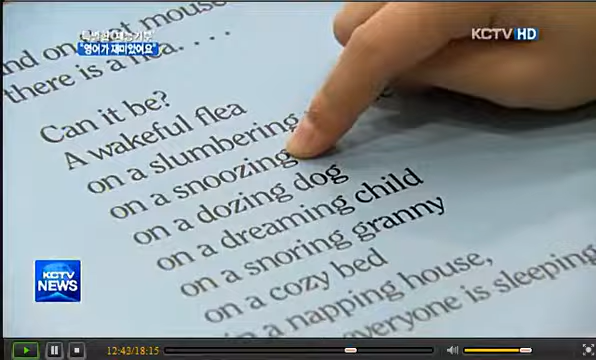 KCTV HD
"영어가 재미있어요"
and on
mouse
there is a flea. . . .
Can it be?
A wakeful flea
on a slumbering
on a snoozing
on a dozing dog
on a dreaming child
on a snoring granny
on a cozy bed
in a napping house,
everyone is sleeping
KCTV
NEWS
12:43/18:15